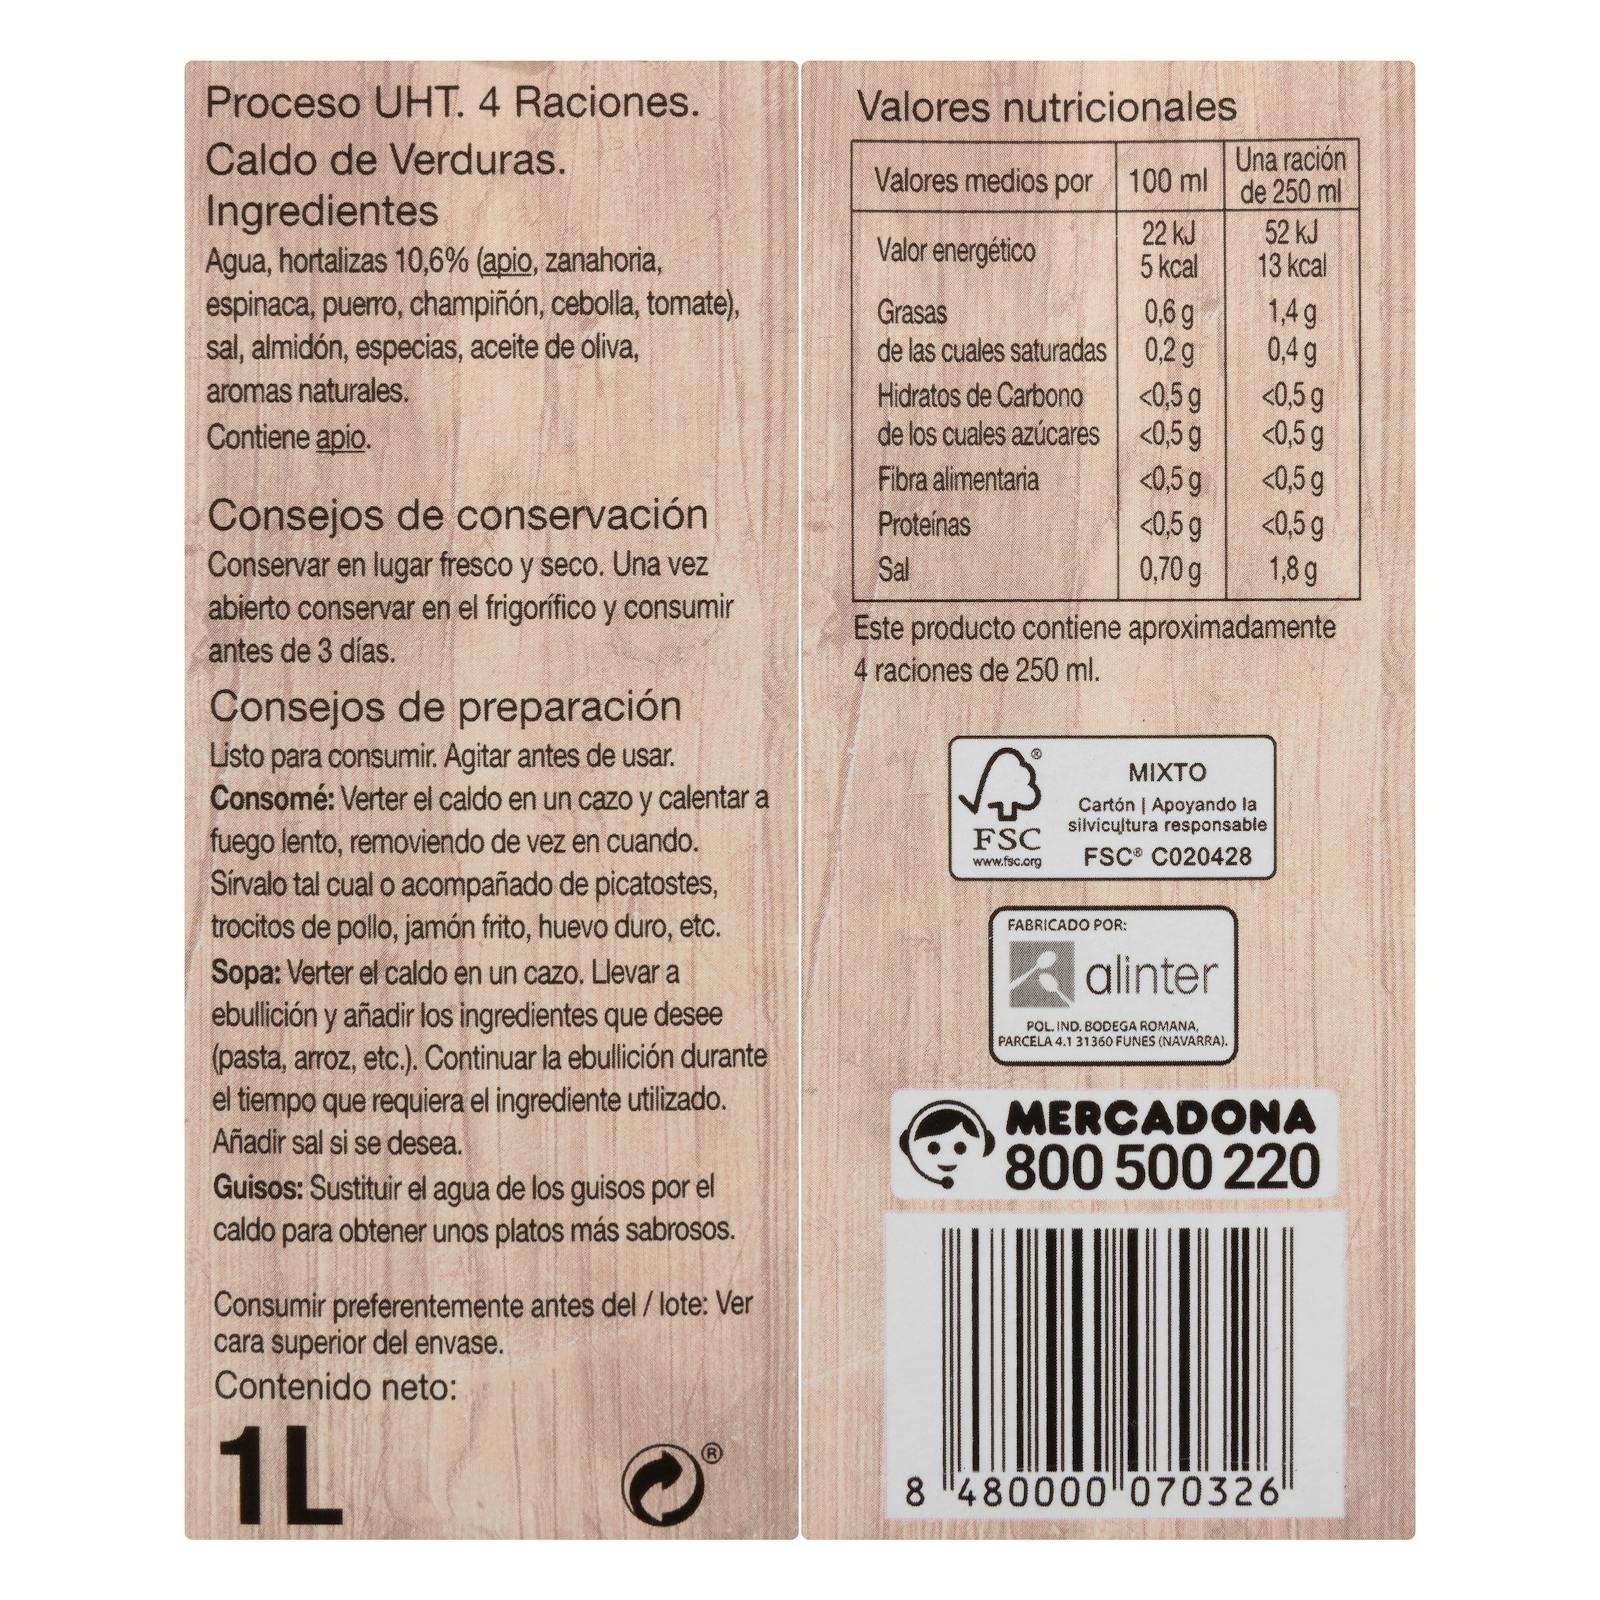 Proceso UHT. 4 Raciones.
Caldo de Verduras.
Ingredientes
Agua, hortalizas 10,6% (apio, zanahoria,
espinaca, puerro, champiñón, cebolla, tomate),
sal, almidón, especias, aceite de oliva,
aromas naturales.
Contiene apio.
Consejos de conservación
Conservar en lugar fresco y seco. Una vez
abierto conservar en el frigorífico y consumir
antes de 3 días.
Consejos de preparación
Listo para consumir. Agitar antes de usar.
Consomé: Verter el caldo en un cazo y calentar a
fuego lento, removiendo de vez en cuando.
Sírvalo tal cual o acompañado de picatostes,
trocitos de pollo, jamón frito, huevo duro, etc.
Sopa: Verter el caldo en un cazo. Llevar a
ebullición y añadir los ingredientes que desee
(pasta, arroz, etc.). Continuar la ebullición durante
el tiempo que requiera el ingrediente utilizado.
Añadir sal si se desea.
Guisos: Sustituir el agua de los guisos por el
caldo para obtener unos platos más sabrosos.
Consumir preferentemente antes del / lote: Ver
cara superior del envase.
Contenido neto:
1L
®
Valores nutricionales
Valores medios por 100 ml Una ración de 250 ml
Valor energético 22 kJ 52 kJ
5 kcal 13 kcal
Grasas 0,6 g 1,4 g
de las cuales saturadas 0,2 g 0,4 g
Hidratos de Carbono <0,5 g <0,5 g
de los cuales azúcares <0,5 g <0,5 g
Fibra alimentaria <0,5 g <0,5 g
Proteínas <0,5 g <0,5 g
Sal 0,70 g 1,8 g
Este producto contiene aproximadamente
4 raciones de 250 ml.
®
FSC
www.fsc.org
MIXTO
Cartón | Apoyando la
silvicultura responsable
FSC® C020428
FABRICADO POR:
alinter
POL. IND. BODEGA ROMANA,
PARCELA 4.1 31360 FUNES (NAVARRA).
MERCADONA
800 500 220
8 480000 070326